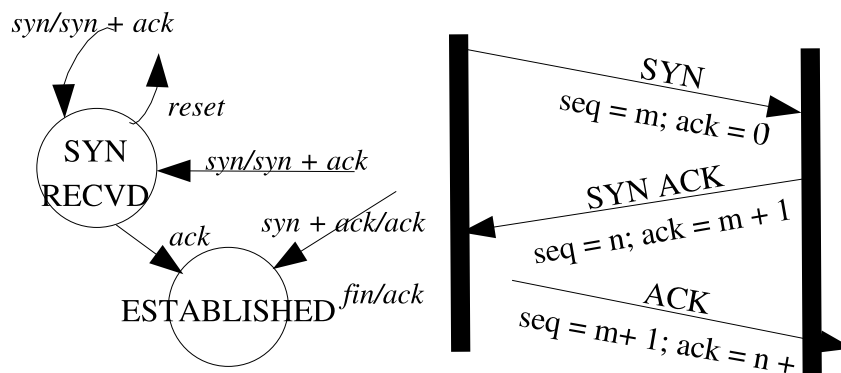 syn/syn + ack
reset
SYN
RECVD
syn/syn + ack
ack
syn + ack/ack
ESTABLISHED
fin/ack
SYN
seq = m; ack = 0
SYN ACK
seq = n; ack = m + 1
ACK
seq = m+ 1; ack = n +